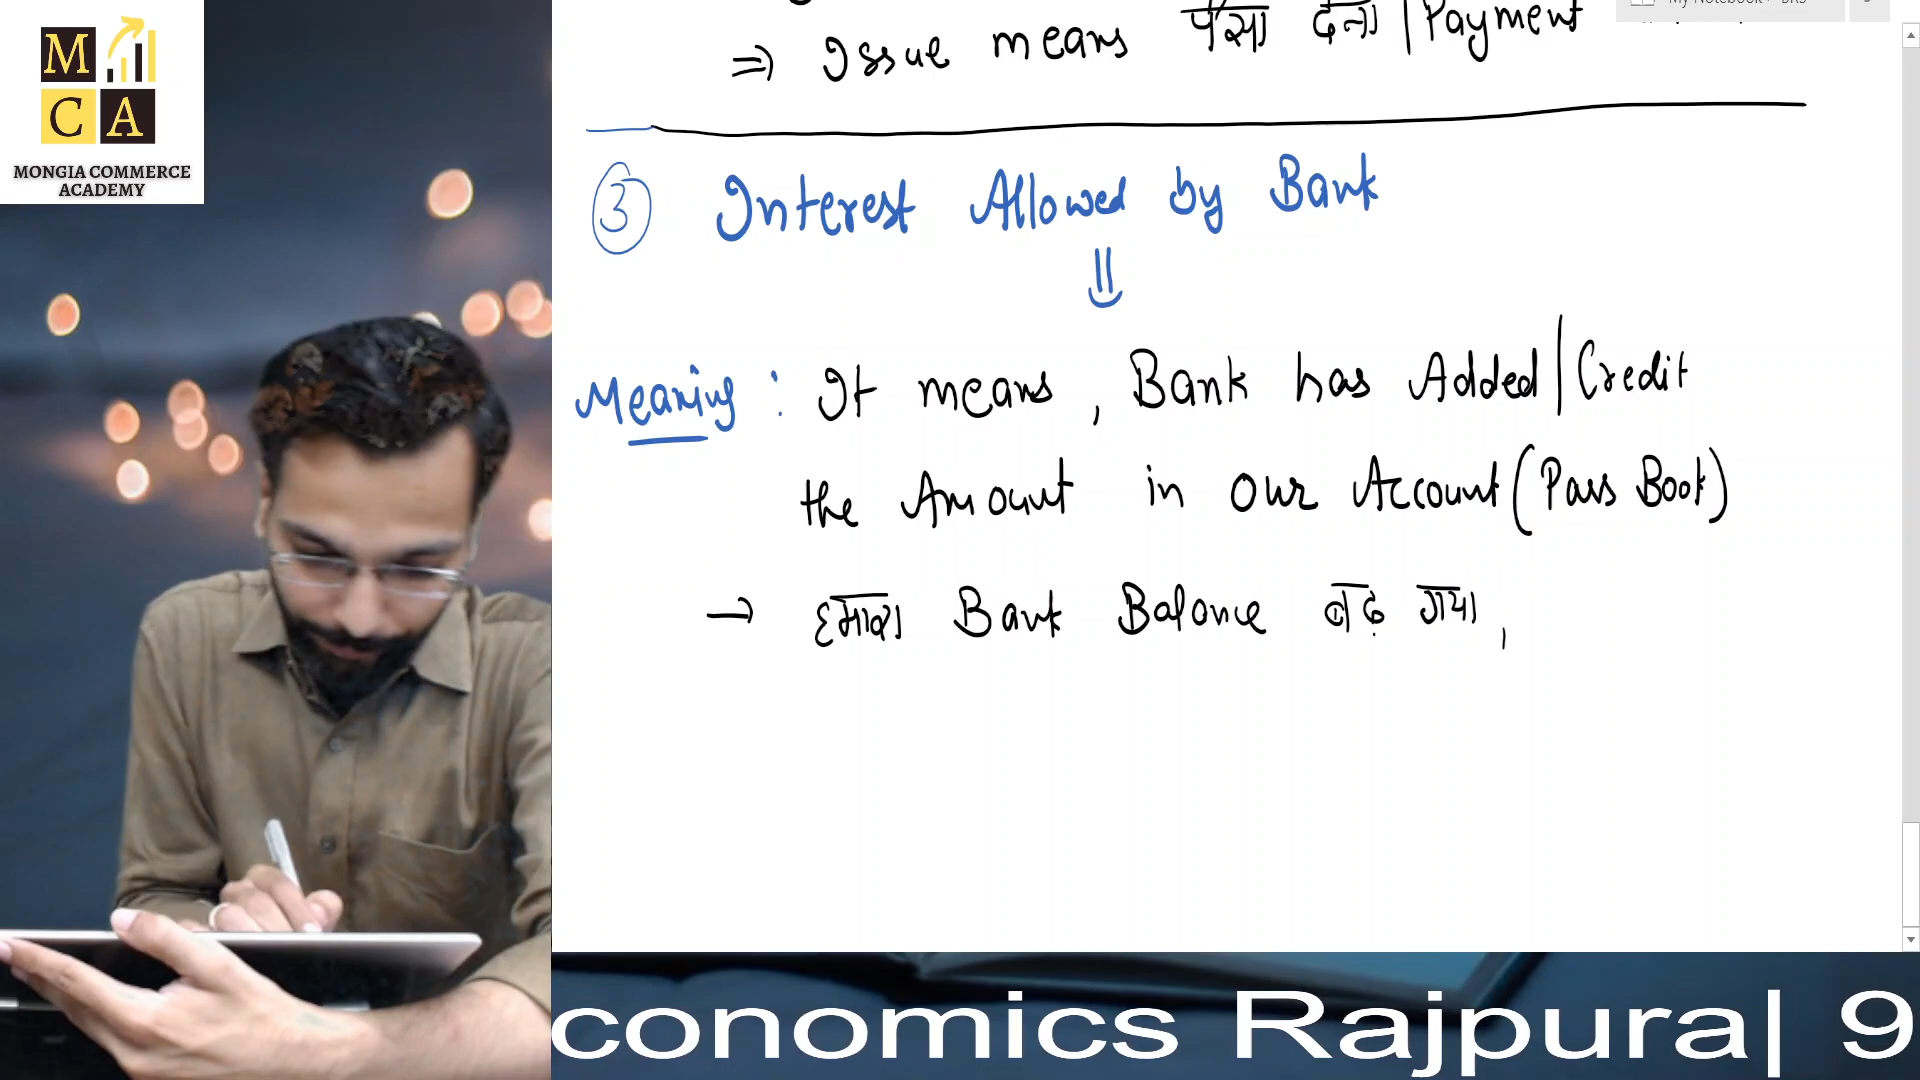 M
C A
MONGIA COMMERCE
ACADEMY
⇒ Issue means पैसा देना | Payment
③ Interest Allowed by Bank
Meaning : It means, Bank has Added | Credit
the Amount in our Account (Pass Book)
→ हमारा Bank Balance बढ़ गया,
conomics Rajpura| 9